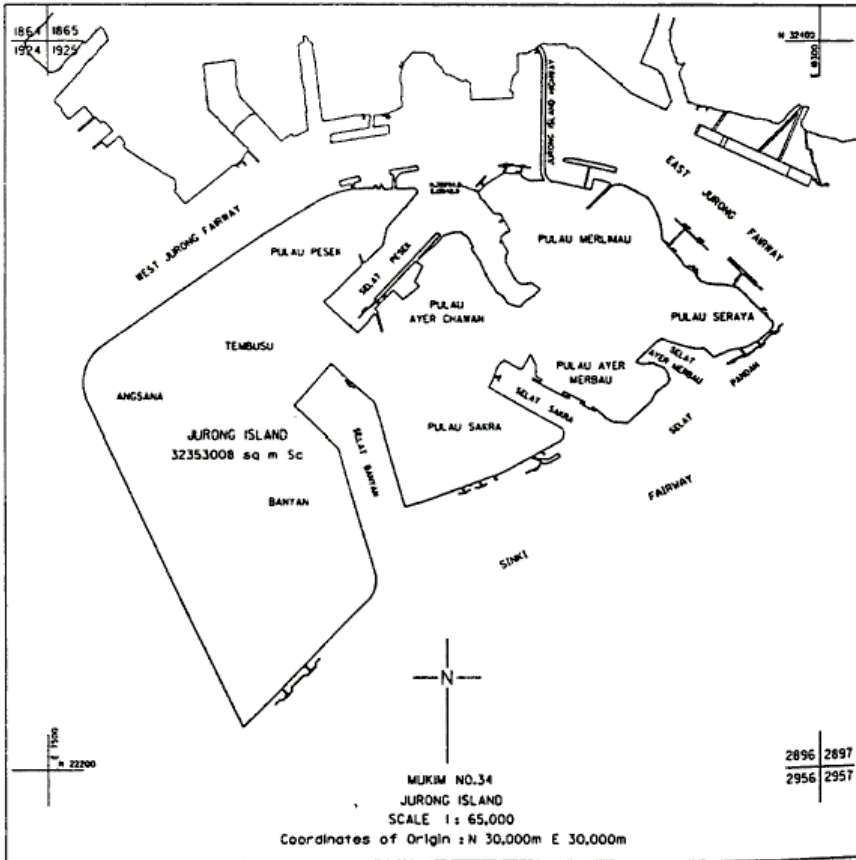 1864 1865
1924 1925
N 32400
E 18300
JURONG ISLAND HIGHWAY
EAST JURONG FAIRWAY
WEST JURONG FAIRWAY
PULAU PESEK
SELAT PESEK
PULAU MERLIMAU
PULAU
AYER CHAWAN
PULAU SERAYA
TEMBUSU
PULAU AYER
MERBAU
SELAT
AYER MERBAU
SELAT PANDAN
ANGSANA
SELAT SAKRA
JURONG ISLAND
32353008 sq m Sc
PULAU SAKRA
SELAT BANYAN
BANYAN
SINKI FAIRWAY
N
E 7500
N 22200
2896 2897
2956 2957
MUKIM NO.34
JURONG ISLAND
SCALE 1: 65,000
Coordinates of Origin : N 30,000m E 30,000m